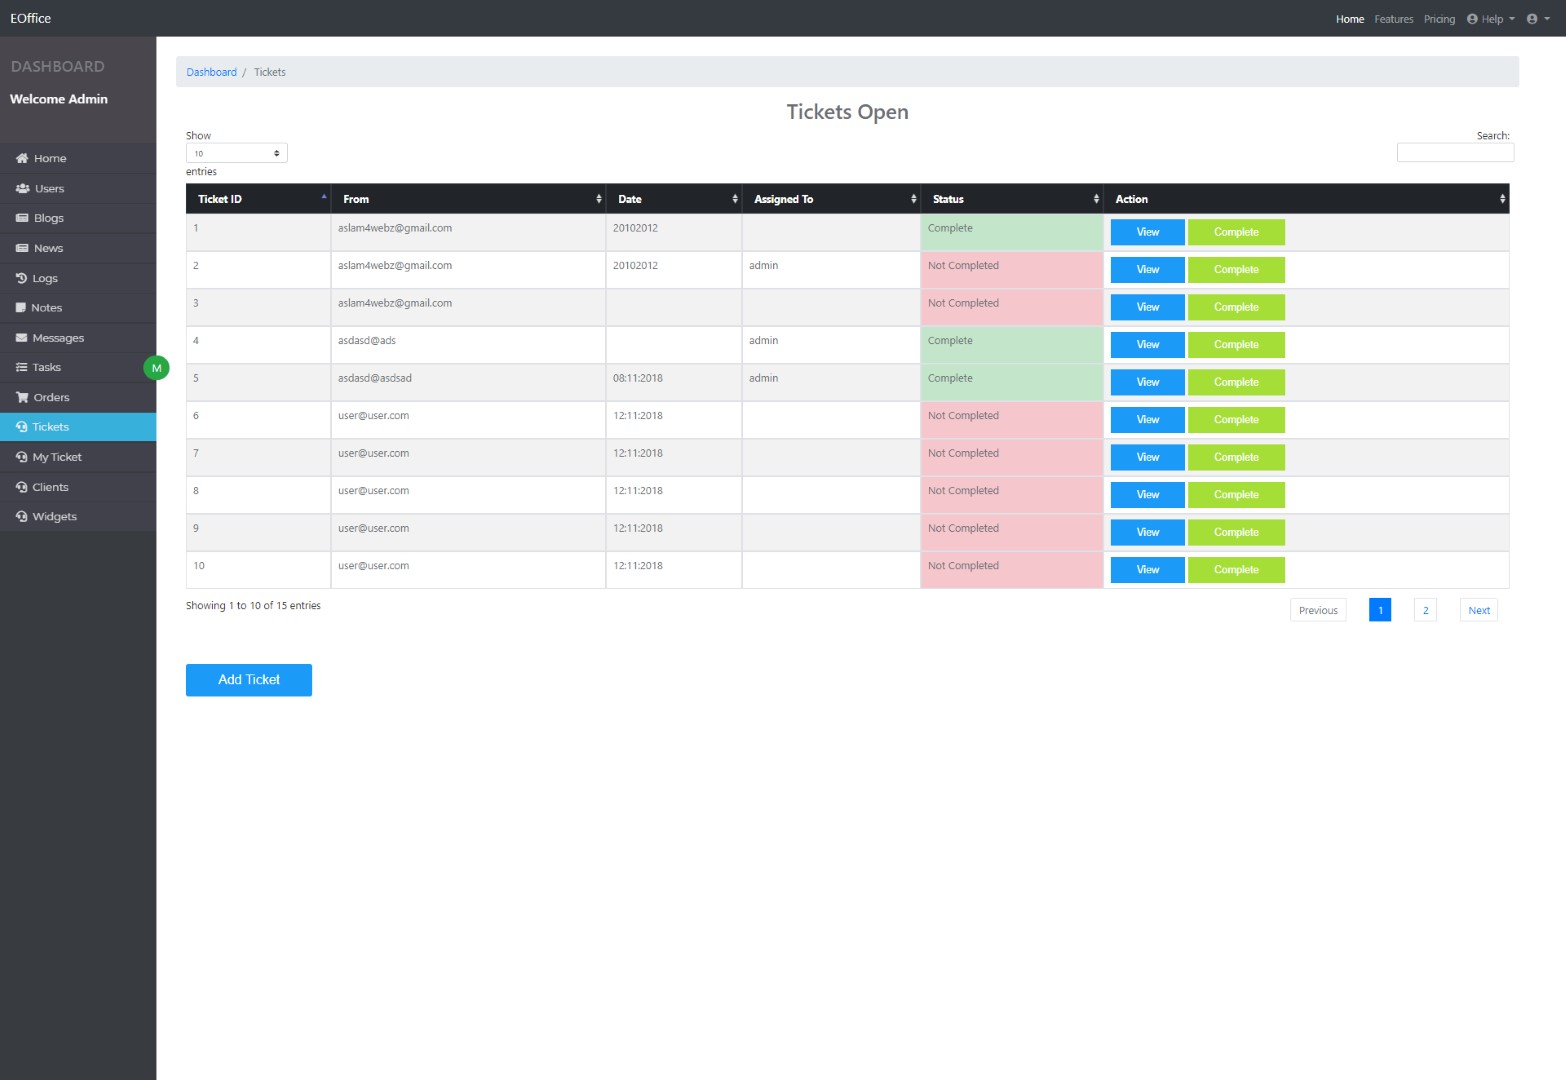 EOffice
Home Features Pricing Help
DASHBOARD
Welcome Admin
Home
Users
Blogs
News
Logs
Notes
Messages
Tasks
M
Orders
Tickets
My Ticket
Clients
Widgets
Dashboard / Tickets
Tickets Open
Show
10
entries
Search:
Ticket ID From Date Assigned To Status Action
1 aslam4webz@gmail.com 20102012 Complete View Complete
2 aslam4webz@gmail.com 20102012 admin Not Completed View Complete
3 aslam4webz@gmail.com Not Completed View Complete
4 asdasd@ads admin Complete View Complete
5 asdasd@asdsad 08:11:2018 admin Complete View Complete
6 user@user.com 12:11:2018 Not Completed View Complete
7 user@user.com 12:11:2018 Not Completed View Complete
8 user@user.com 12:11:2018 Not Completed View Complete
9 user@user.com 12:11:2018 Not Completed View Complete
10 user@user.com 12:11:2018 Not Completed View Complete
Showing 1 to 10 of 15 entries
Previous 1 2 Next
Add Ticket